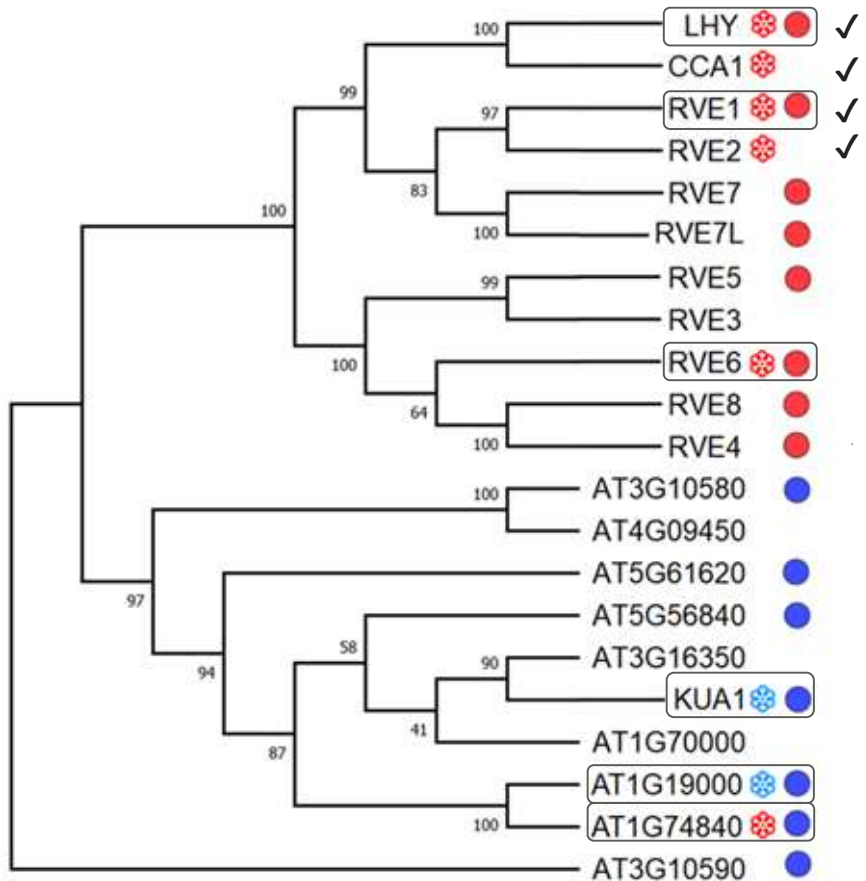 LHY
100
CCA1
99
RVE1
97
RVE2
83
RVE7
100
RVE7L
100
RVE5
99
RVE3
100
RVE6
64
RVE8
100
RVE4
AT3G10580
100
AT4G09450
97
AT5G61620
94
AT5G56840
58
AT3G16350
90
KUA1
41
AT1G70000
87
AT1G19000
100
AT1G74840
AT3G10590